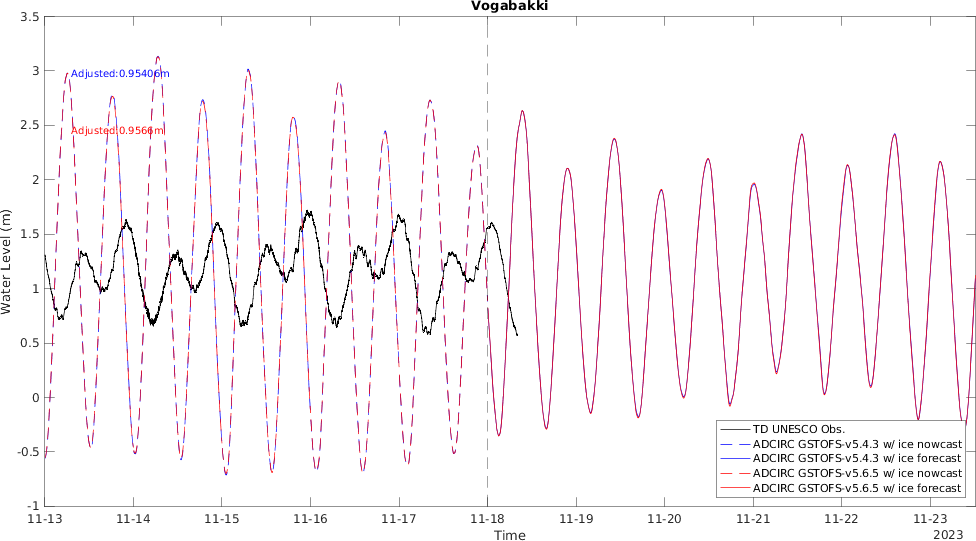 Vogabakki
3.5
3
2.5
2
1.5
1
0.5
0
-0.5
-1
Water Level (m)
Adjusted:0.95406m
Adjusted:0.9566m
TD UNESCO Obs.
ADCIRC GSTOFS-v5.4.3 w/ ice nowcast
ADCIRC GSTOFS-v5.4.3 w/ ice forecast
ADCIRC GSTOFS-v5.6.5 w/ ice nowcast
ADCIRC GSTOFS-v5.6.5 w/ ice forecast
11-13 11-14 11-15 11-16 11-17 11-18 11-19 11-20 11-21 11-22 11-23
Time
2023